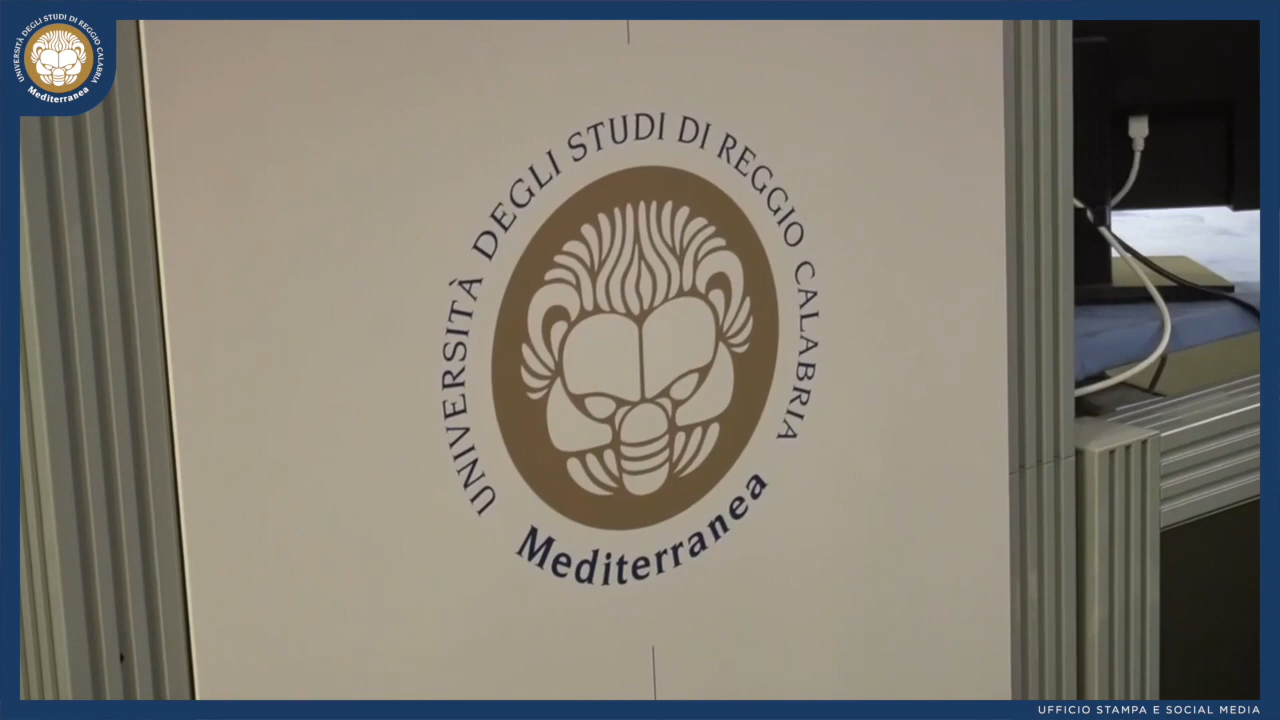 UNIVERSITÀ DEGLI STUDI DI REGGIO CALABRIA
Mediterranea
UNIVERSITÀ DEGLI STUDI DI REGGIO CALABRIA
Mediterranea
UFFICIO STAMPA E SOCIAL MEDIA